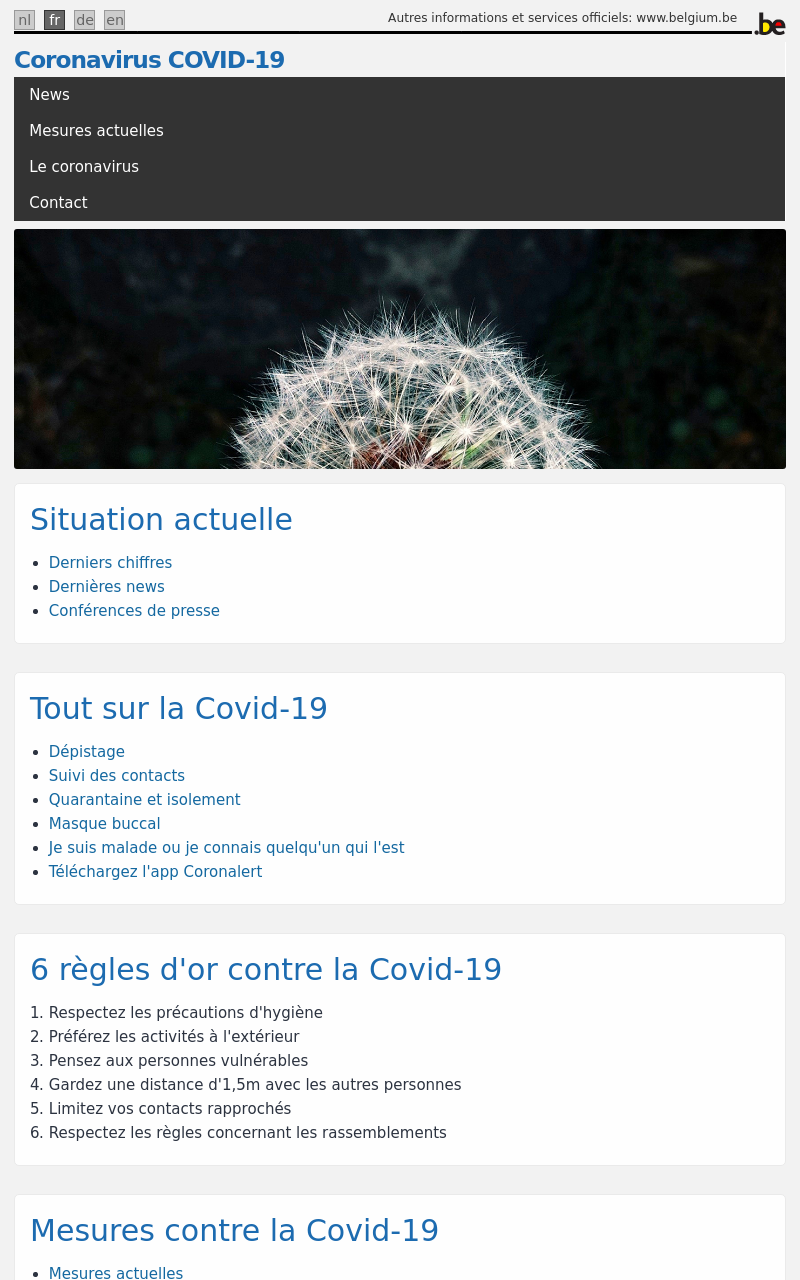 nl fr de en
Autres informations et services officiels: www.belgium.be
.be
Coronavirus COVID-19
News
Mesures actuelles
Le coronavirus
Contact
Situation actuelle
• Derniers chiffres
• Dernières news
• Conférences de presse
Tout sur la Covid-19
• Dépistage
• Suivi des contacts
• Quarantaine et isolement
• Masque buccal
• Je suis malade ou je connais quelqu'un qui l'est
• Téléchargez l'app Coronalert
6 règles d'or contre la Covid-19
1. Respectez les précautions d'hygiène
2. Préférez les activités à l'extérieur
3. Pensez aux personnes vulnérables
4. Gardez une distance d'1,5m avec les autres personnes
5. Limitez vos contacts rapprochés
6. Respectez les règles concernant les rassemblements
Mesures contre la Covid-19
• Mesures actuelles